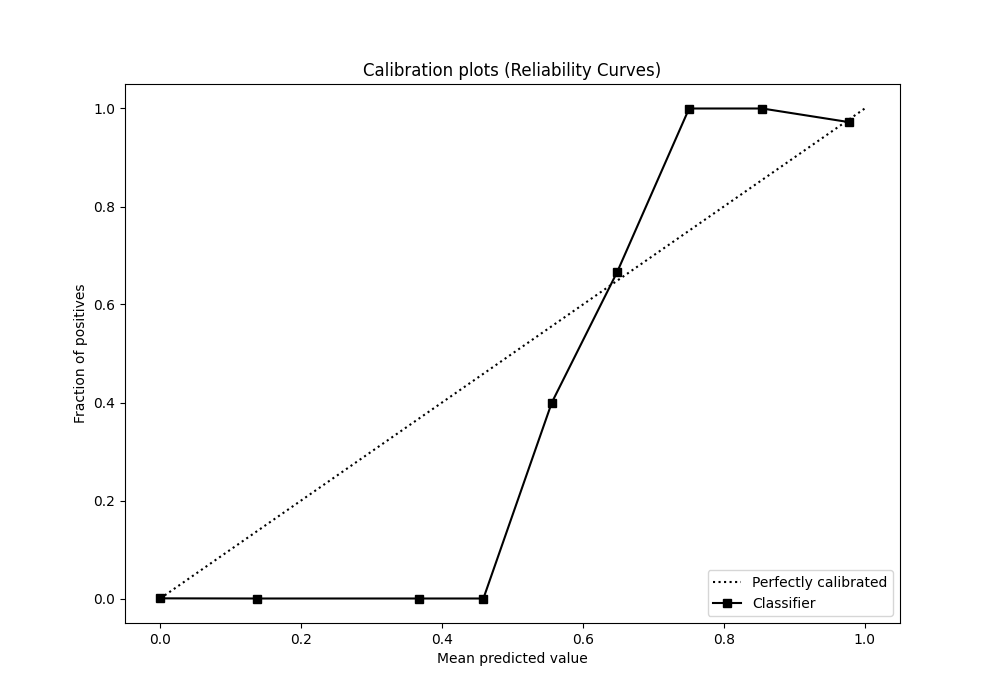 Calibration plots (Reliability Curves)
1.0
0.8
0.6
0.4
0.2
0.0
Fraction of positives
0.0 0.2 0.4 0.6 0.8 1.0
Mean predicted value
Perfectly calibrated
Classifier